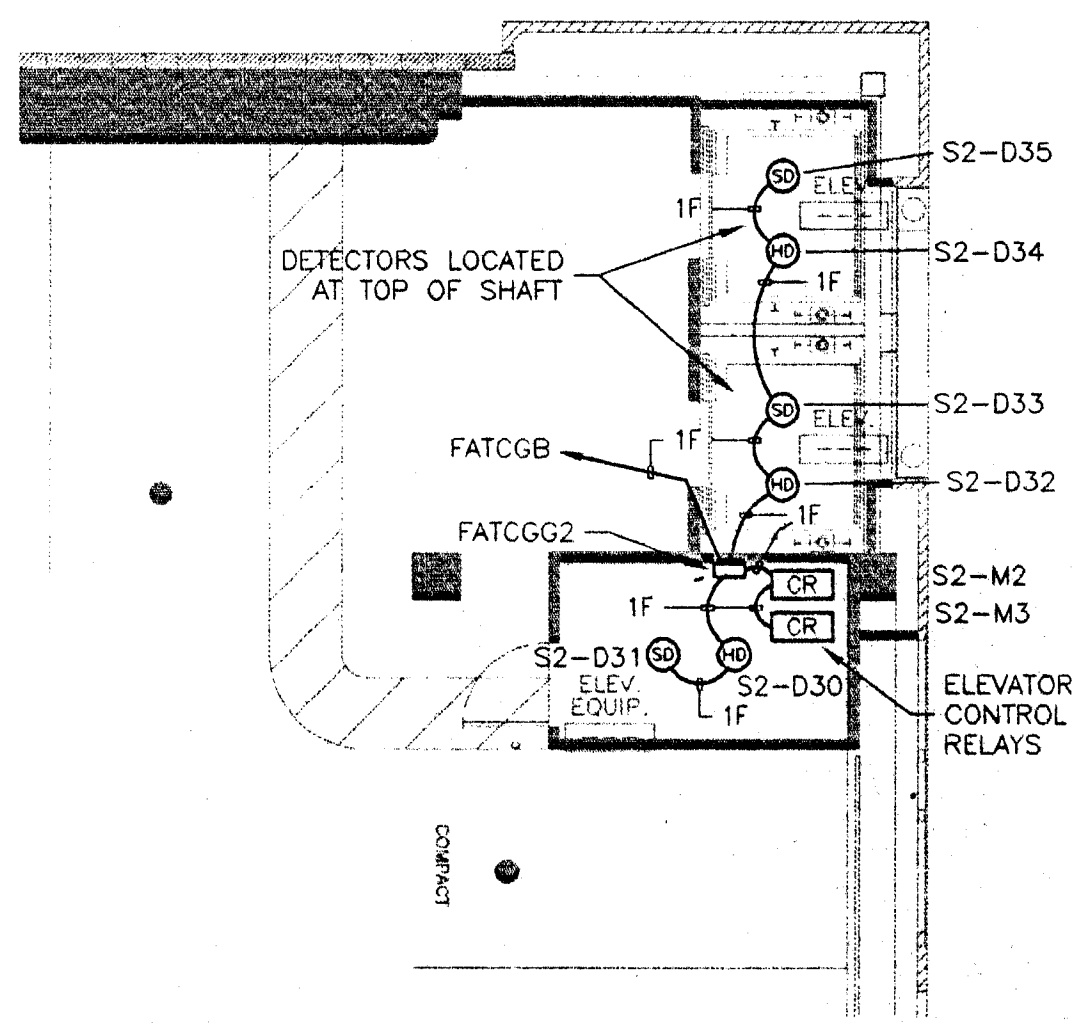 S2-D35
SD
ELEV.
1F
S2-D34
HD
DETECTORS LOCATED
AT TOP OF SHAFT
1F
S2-D33
SD
ELEV.
1F
FATCGB
S2-D32
HD
1F
FATCGG2
S2-M2
CR
1F
S2-M3
CR
S2-D31
SD
HD
S2-D30
ELEV.
EQUIP.
1F
ELEVATOR
CONTROL
RELAYS
COMPACT